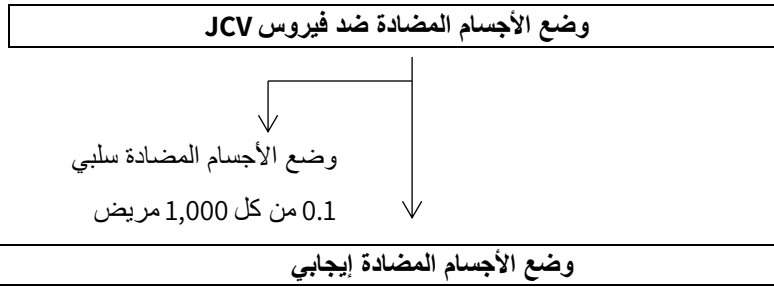 وضع الأجسام المضادة ضد فيروس JCV
وضع الأجسام المضادة سلبي
0.1 من كل 1,000 مريض
وضع الأجسام المضادة إيجابي